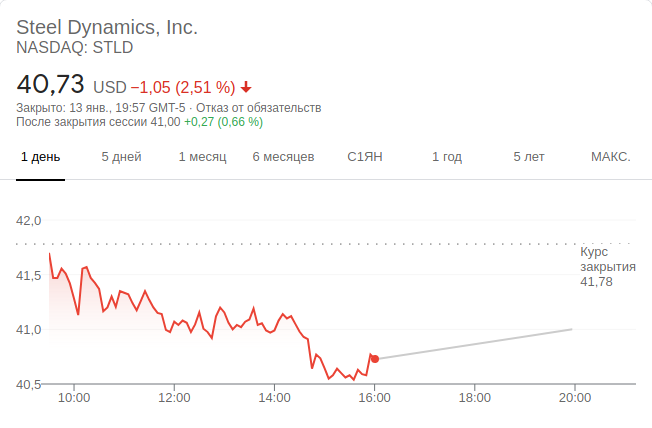 Steel Dynamics, Inc.
NASDAQ: STLD
40,73 USD −1,05 (2,51 %)
Закрыто: 13 янв., 19:57 GMT-5 · Отказ от обязательств
После закрытия сессии 41,00 +0,27 (0,66 %)
1 день 5 дней 1 месяц 6 месяцев С1ЯН 1 год 5 лет МАКС.
42,0
Курс
закрытия
41,78
41,5
41,0
40,5
10:00 12:00 14:00 16:00 18:00 20:00